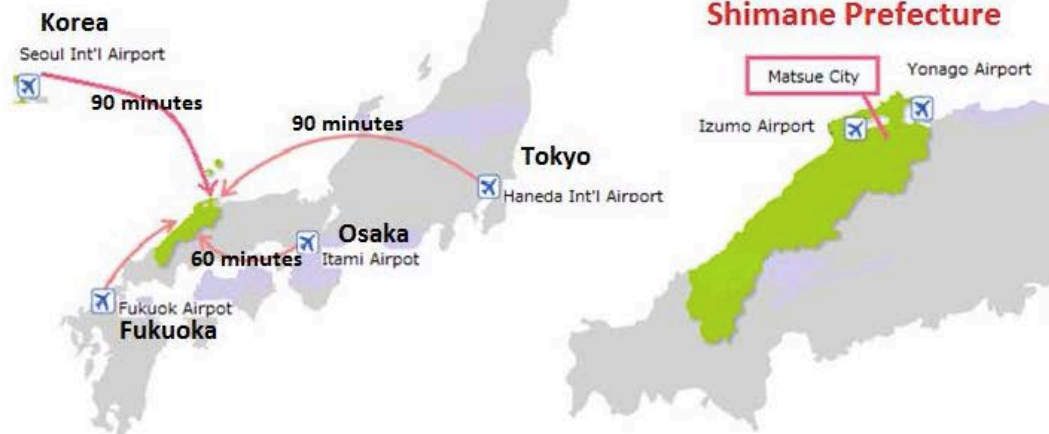 Korea
Seoul Int'l Airport
90 minutes
90 minutes
Tokyo
Haneda Int'l Airport
Osaka
60 minutes
Itami Airpot
Fukuok Airpot
Fukuoka
Shimane Prefecture
Matsue City
Yonago Airport
Izumo Airport